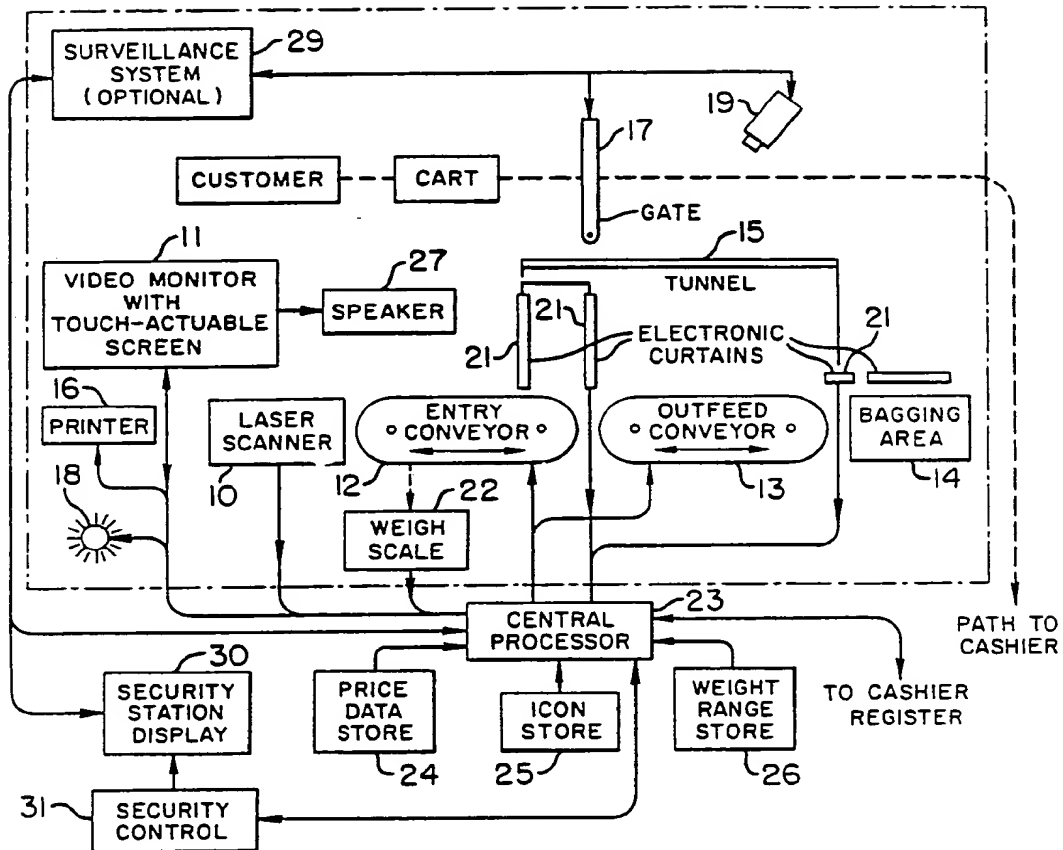 SURVEILLANCE
SYSTEM
(OPTIONAL)
29
19
17
CUSTOMER
CART
GATE
11
VIDEO MONITOR
WITH
TOUCH-ACTUABLE
SCREEN
27
SPEAKER
15
TUNNEL
21
21
ELECTRONIC
CURTAINS
21
16
PRINTER
LASER
SCANNER
10
ENTRY
CONVEYOR
12
OUTFEED
CONVEYOR
13
BAGGING
AREA
14
18
22
WEIGH
SCALE
CENTRAL
PROCESSOR
23
PATH TO
CASHIER
30
SECURITY
STATION
DISPLAY
PRICE
DATA
STORE
24
ICON
STORE
25
WEIGHT
RANGE
STORE
26
TO CASHIER
REGISTER
31
SECURITY
CONTROL